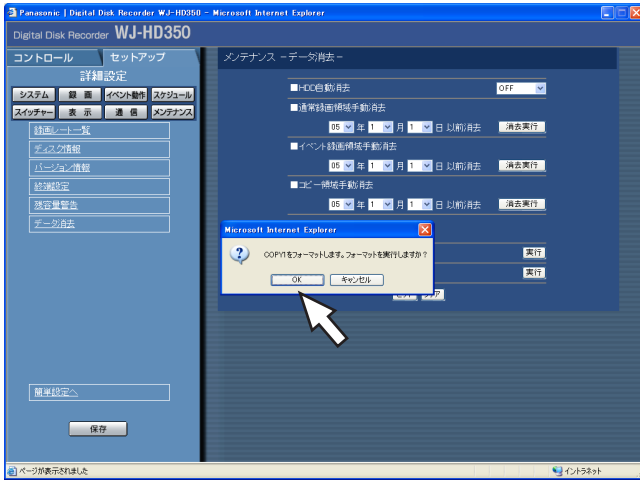 Panasonic | Digital Disk Recorder WJ-HD350 - Microsoft Internet Explorer
Digital Disk Recorder WJ-HD350
コントロール セットアップ
詳細設定
システム 録画 イベント動作 スケジュール
スイッチャー 表示 通信 メンテナンス
録画レート一覧
ディスク情報
バージョン情報
終端設定
残容量警告
データ消去
簡単設定へ
保存
メンテナンス －データ消去－
■HDD自動消去 OFF
■通常録画領域手動消去
05 年 1 月 1 日 以前消去 消去実行
■イベント録画領域手動消去
05 年 1 月 1 日 以前消去 消去実行
■コピー領域手動消去
05 年 1 月 1 日 以前消去 消去実行
実行
実行
Microsoft Internet Explorer
COPY1をフォーマットします。フォーマットを実行しますか？
OK キャンセル
ページが表示されました
イントラネット